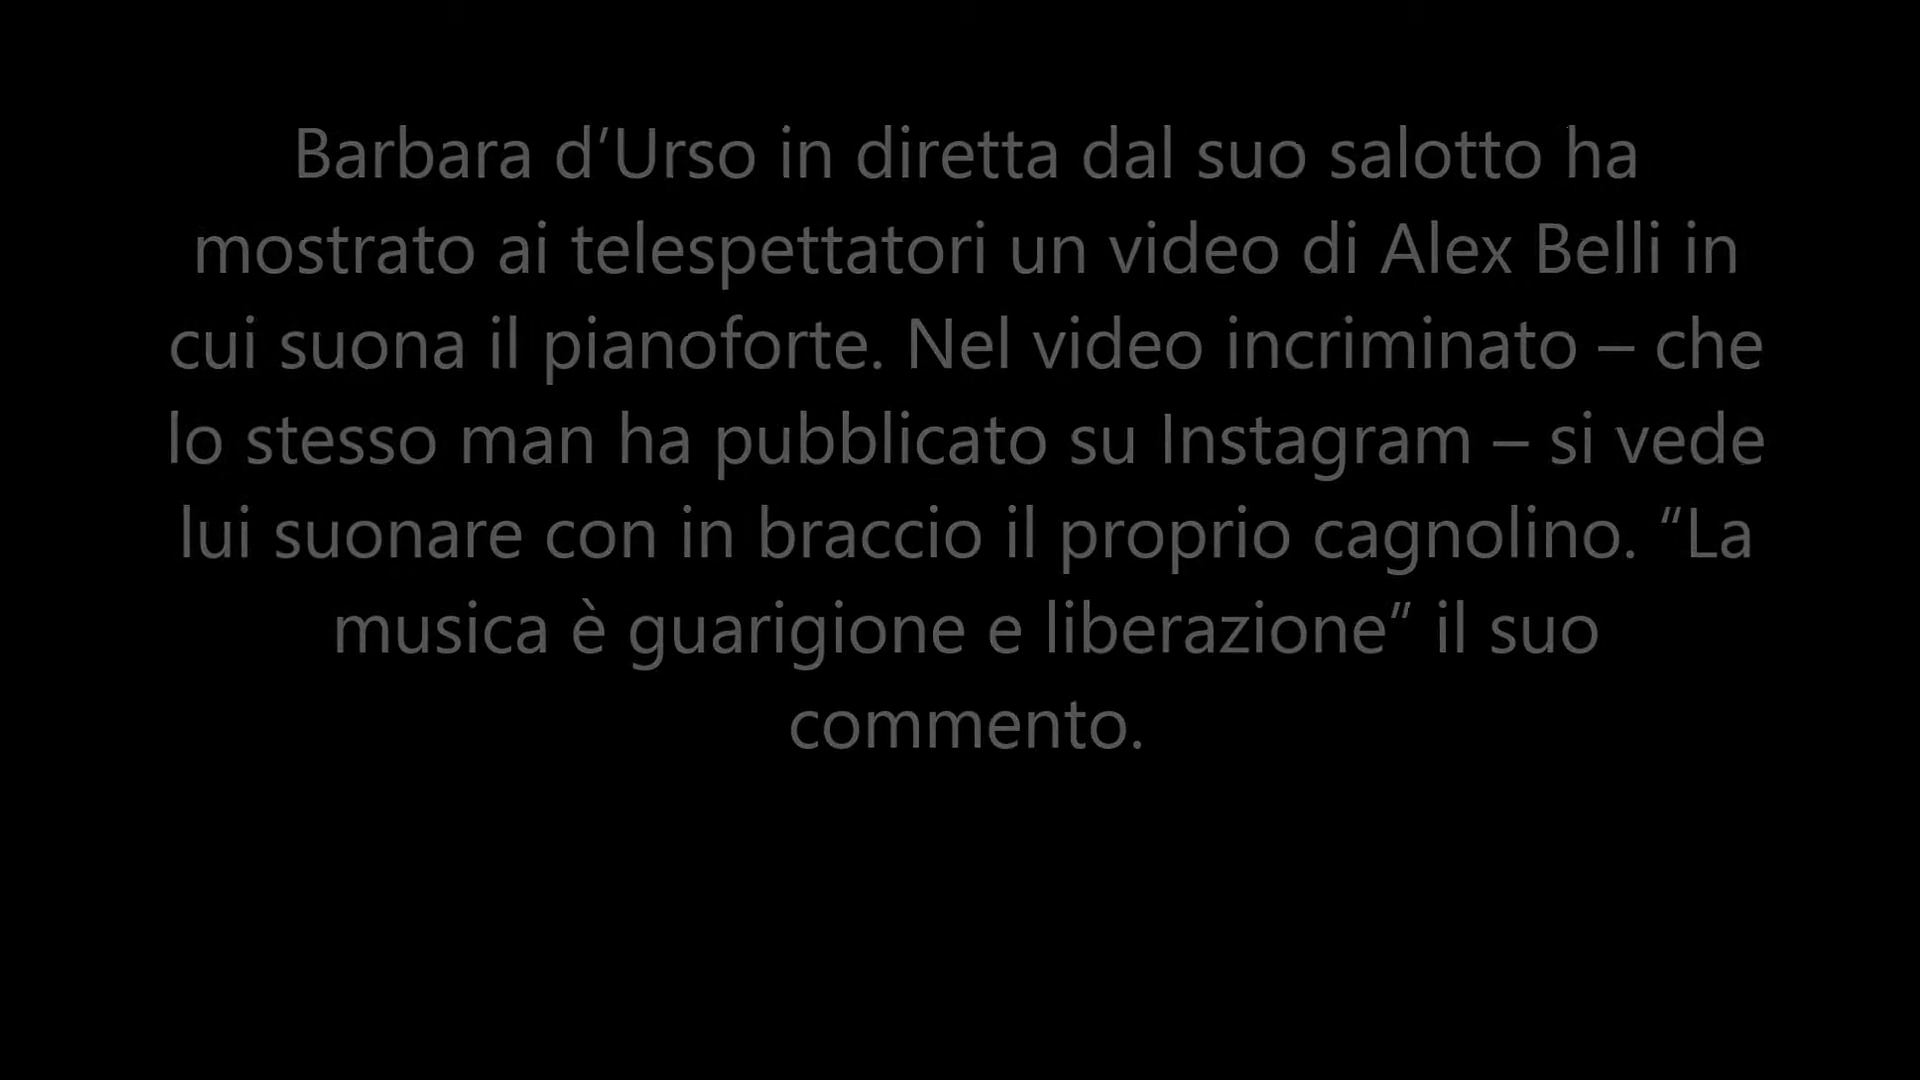 Barbara d’Urso in diretta dal suo salotto ha
mostrato ai telespettatori un video di Alex Belli in
cui suona il pianoforte. Nel video incriminato – che
lo stesso man ha pubblicato su Instagram – si vede
lui suonare con in braccio il proprio cagnolino. “La
musica è guarigione e liberazione” il suo
commento.